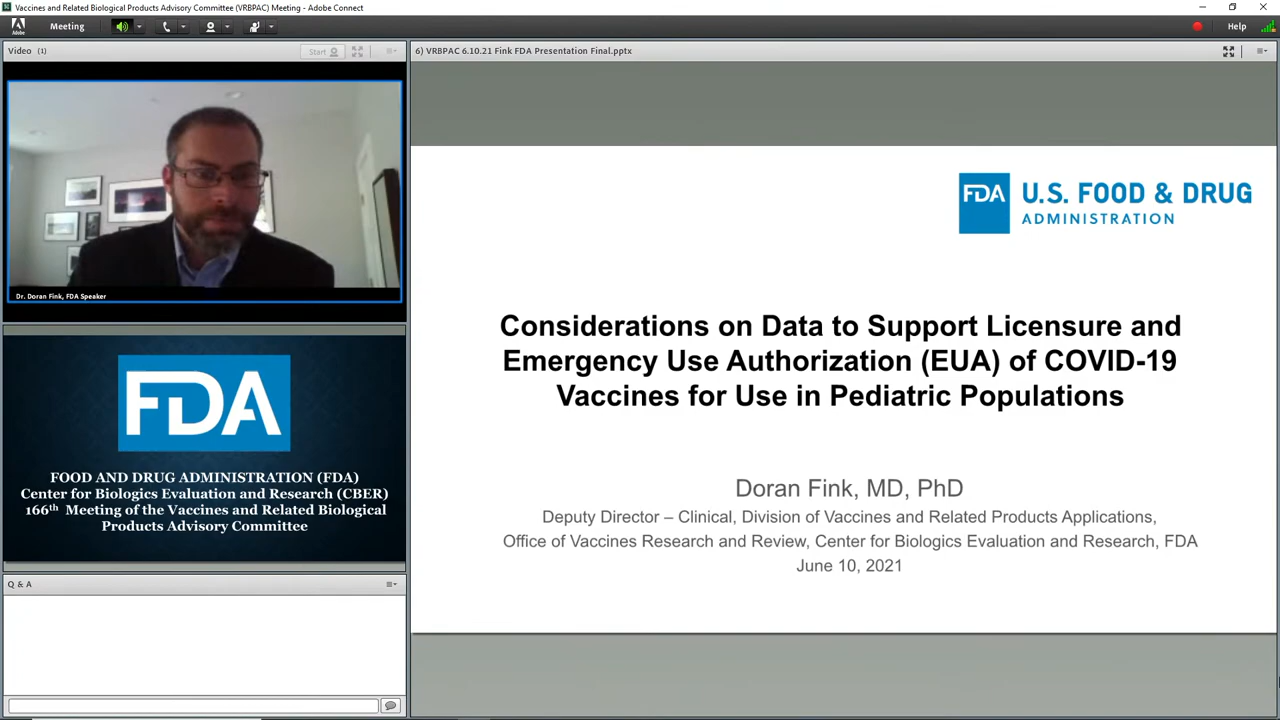 Vaccines and Related Biological Products Advisory Committee (VRBPAC) Meeting - Adobe Connect
Adobe
Meeting
Help
Video (1)
Start
6) VRBPAC 6.10.21 Fink FDA Presentation Final.pptx
Dr. Doran Fink, FDA Speaker
FDA
FOOD AND DRUG ADMINISTRATION (FDA)
Center for Biologics Evaluation and Research (CBER)
166th Meeting of the Vaccines and Related Biological
Products Advisory Committee
Q & A
FDA U.S. FOOD & DRUG
ADMINISTRATION
Considerations on Data to Support Licensure and
Emergency Use Authorization (EUA) of COVID-19
Vaccines for Use in Pediatric Populations
Doran Fink, MD, PhD
Deputy Director – Clinical, Division of Vaccines and Related Products Applications,
Office of Vaccines Research and Review, Center for Biologics Evaluation and Research, FDA
June 10, 2021